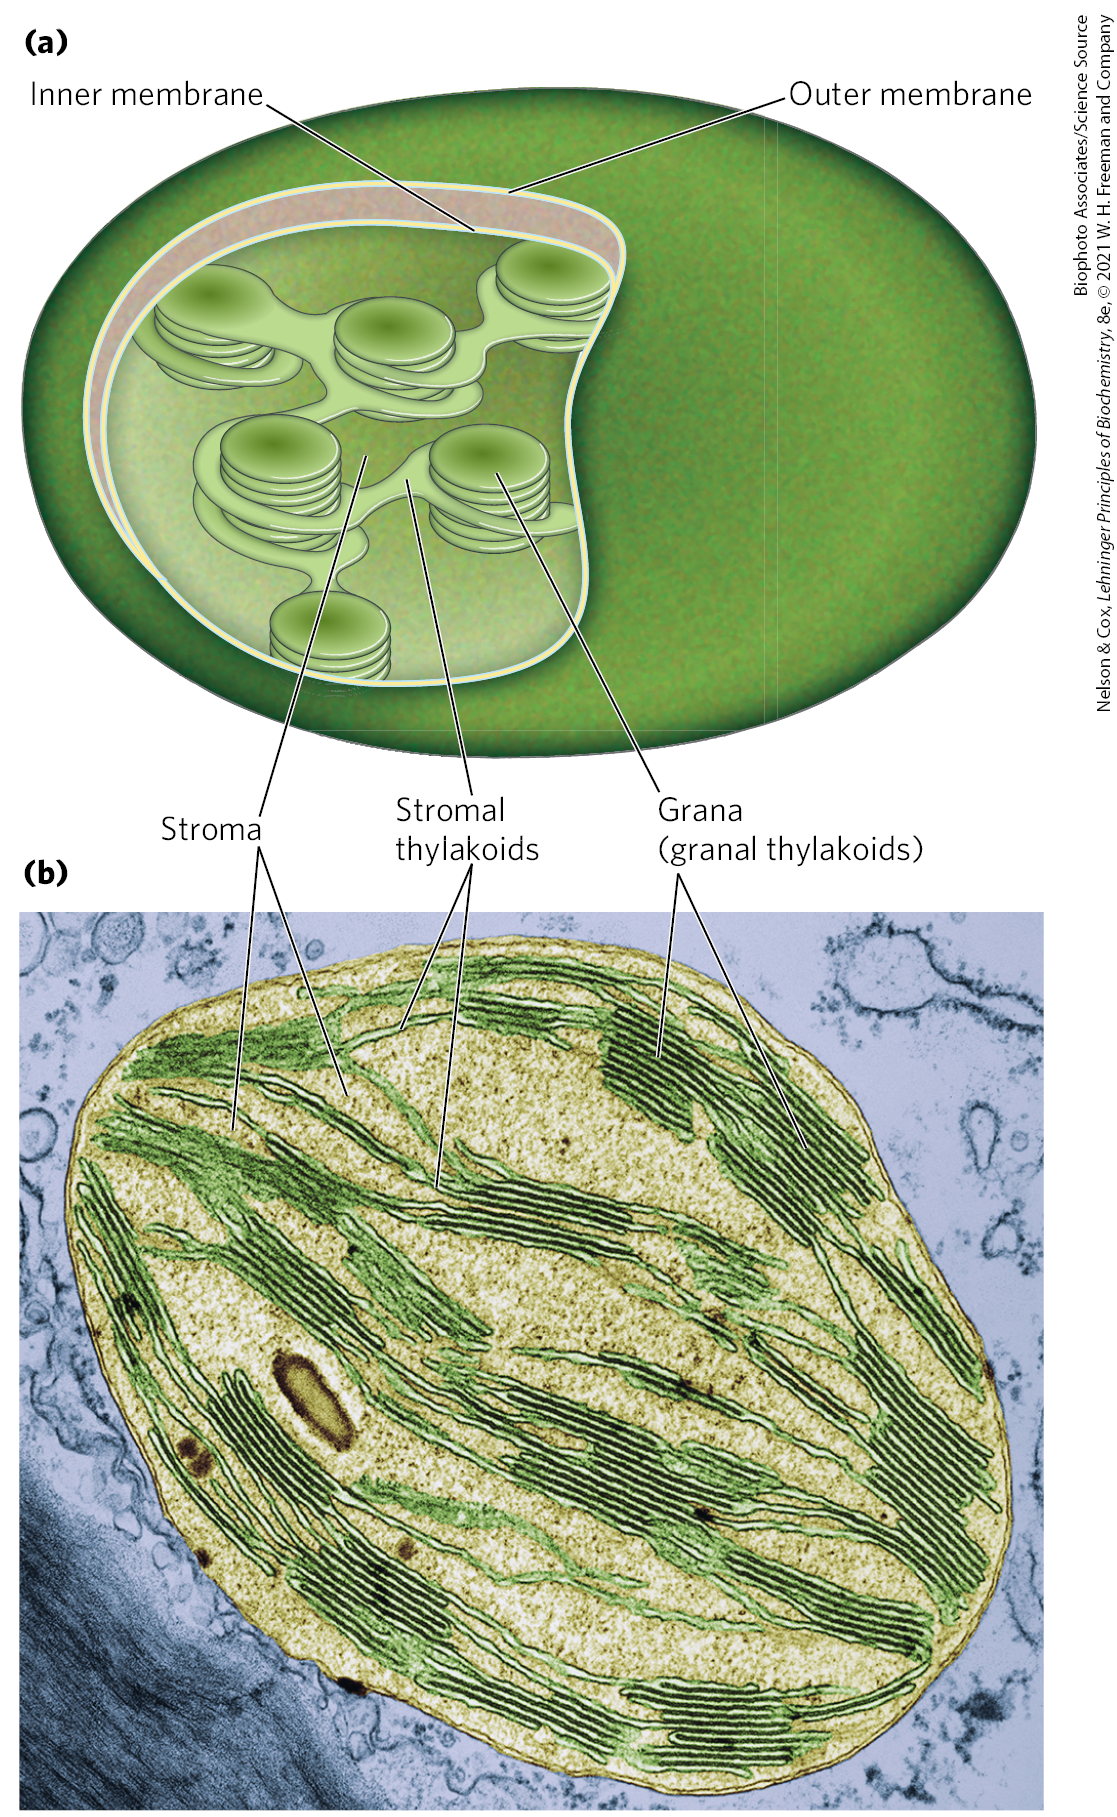 (a)
Inner membrane
Outer membrane
Stroma
Stromal
thylakoids
Grana
(granal thylakoids)
(b)
Biophoto Associates/Science Source
Nelson & Cox, Lehninger Principles of Biochemistry, 8e, © 2021 W. H. Freeman and Company